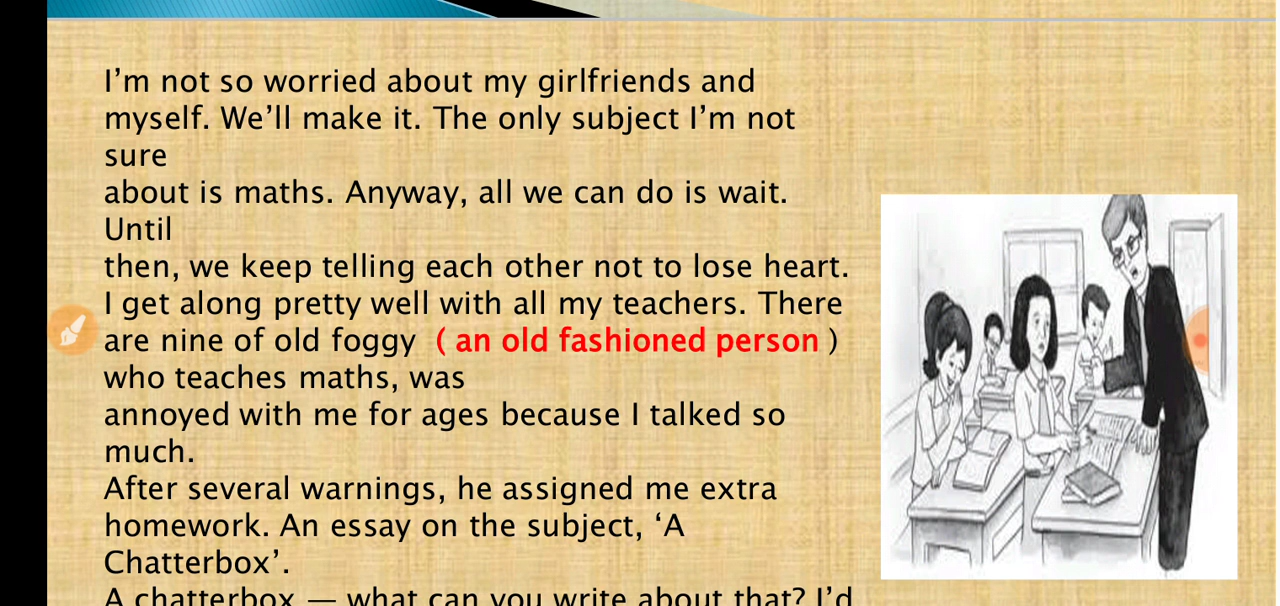 I’m not so worried about my girlfriends and
myself. We’ll make it. The only subject I’m not
sure
about is maths. Anyway, all we can do is wait.
Until
then, we keep telling each other not to lose heart.
I get along pretty well with all my teachers. There
are nine of old foggy ( an old fashioned person )
who teaches maths, was
annoyed with me for ages because I talked so
much.
After several warnings, he assigned me extra
homework. An essay on the subject, ‘A
Chatterbox’.
A chatterbox — what can you write about that? I’d